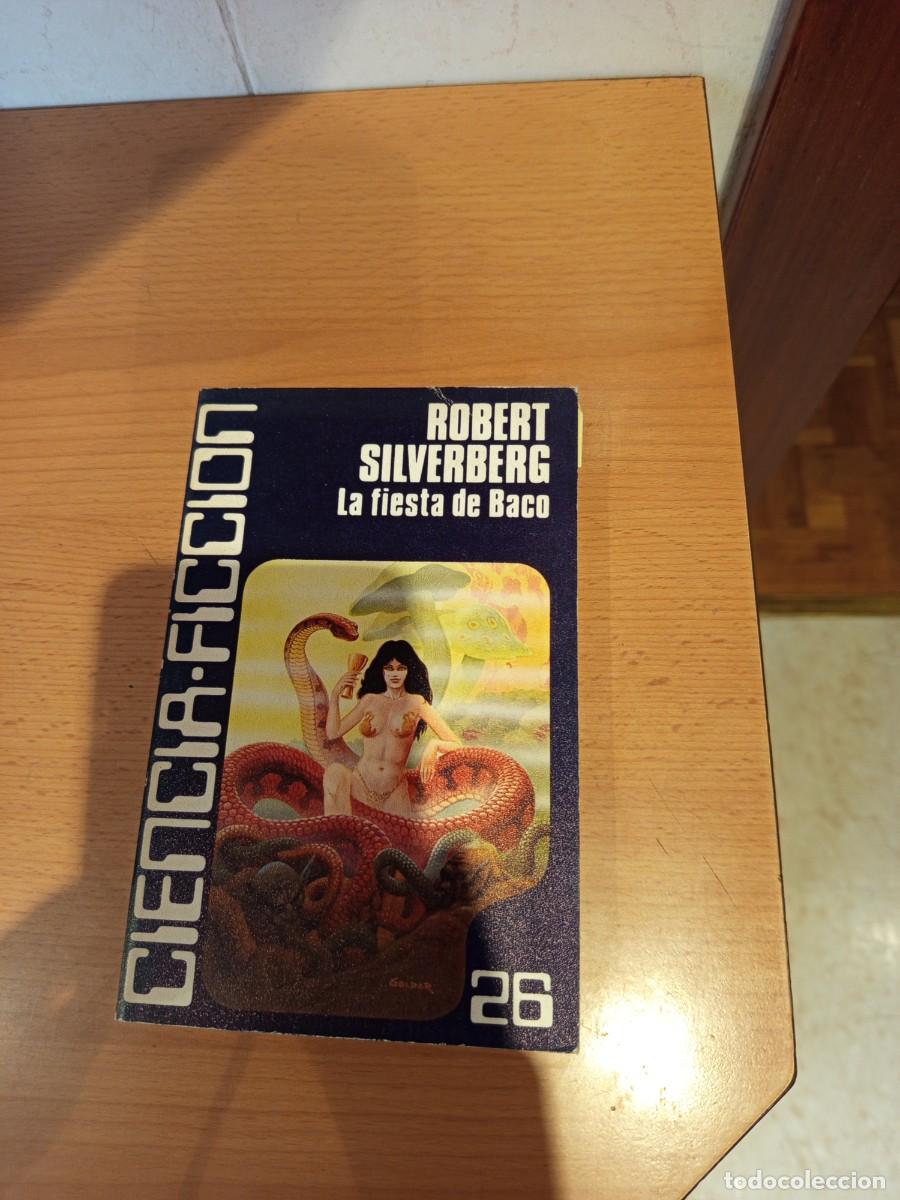 ROBERT
SILVERBERG
La fiesta de Baco
CIENCIA-FICCION
GOLDAR
26
todocoleccion